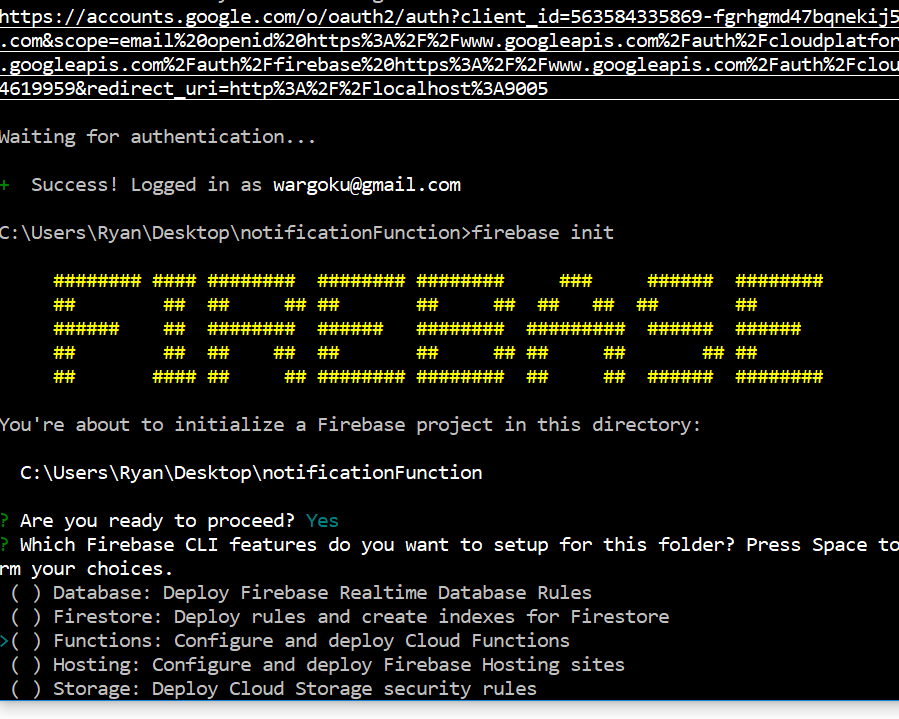 https://accounts.google.com/o/oauth2/auth?client_id=563584335869-fgrhgmd47bqnekij5
.com&scope=email%20openid%20https%3A%2F%2Fwww.googleapis.com%2Fauth%2Fcloudplatfor
.googleapis.com%2Fauth%2Ffirebase%20https%3A%2F%2Fwww.googleapis.com%2Fauth%2Fclou
4619959&redirect_uri=http%3A%2F%2Flocalhost%3A9005
Waiting for authentication...
+  Success! Logged in as wargoku@gmail.com
C:\Users\Ryan\Desktop\notificationFunction>firebase init
FIREBASE
You're about to initialize a Firebase project in this directory:
C:\Users\Ryan\Desktop\notificationFunction
? Are you ready to proceed? Yes
? Which Firebase CLI features do you want to setup for this folder? Press Space to
rm your choices.
( ) Database: Deploy Firebase Realtime Database Rules
( ) Firestore: Deploy rules and create indexes for Firestore
>( ) Functions: Configure and deploy Cloud Functions
( ) Hosting: Configure and deploy Firebase Hosting sites
( ) Storage: Deploy Cloud Storage security rules